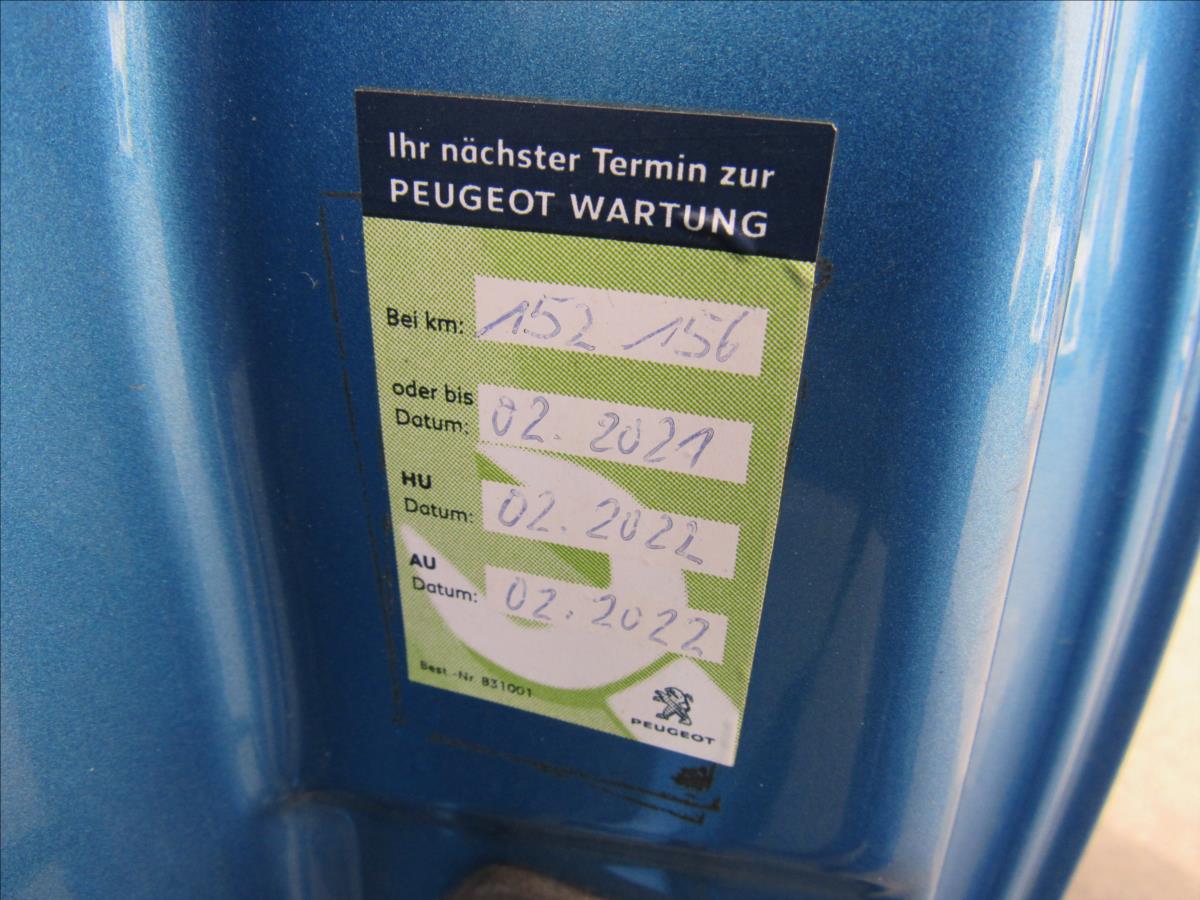 Ihr nächster Termin zur
PEUGEOT WARTUNG
Bei km: 152 156
oder bis
Datum: 02. 2021
HU
Datum: 02. 2022
AU
Datum: 02. 2022
Best.-Nr. 831001
PEUGEOT